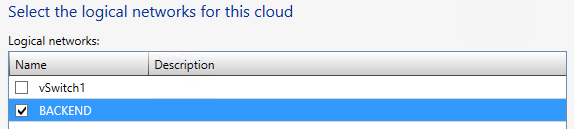 Select the logical networks for this cloud
Logical networks:
Name Description
vSwitch1
BACKEND